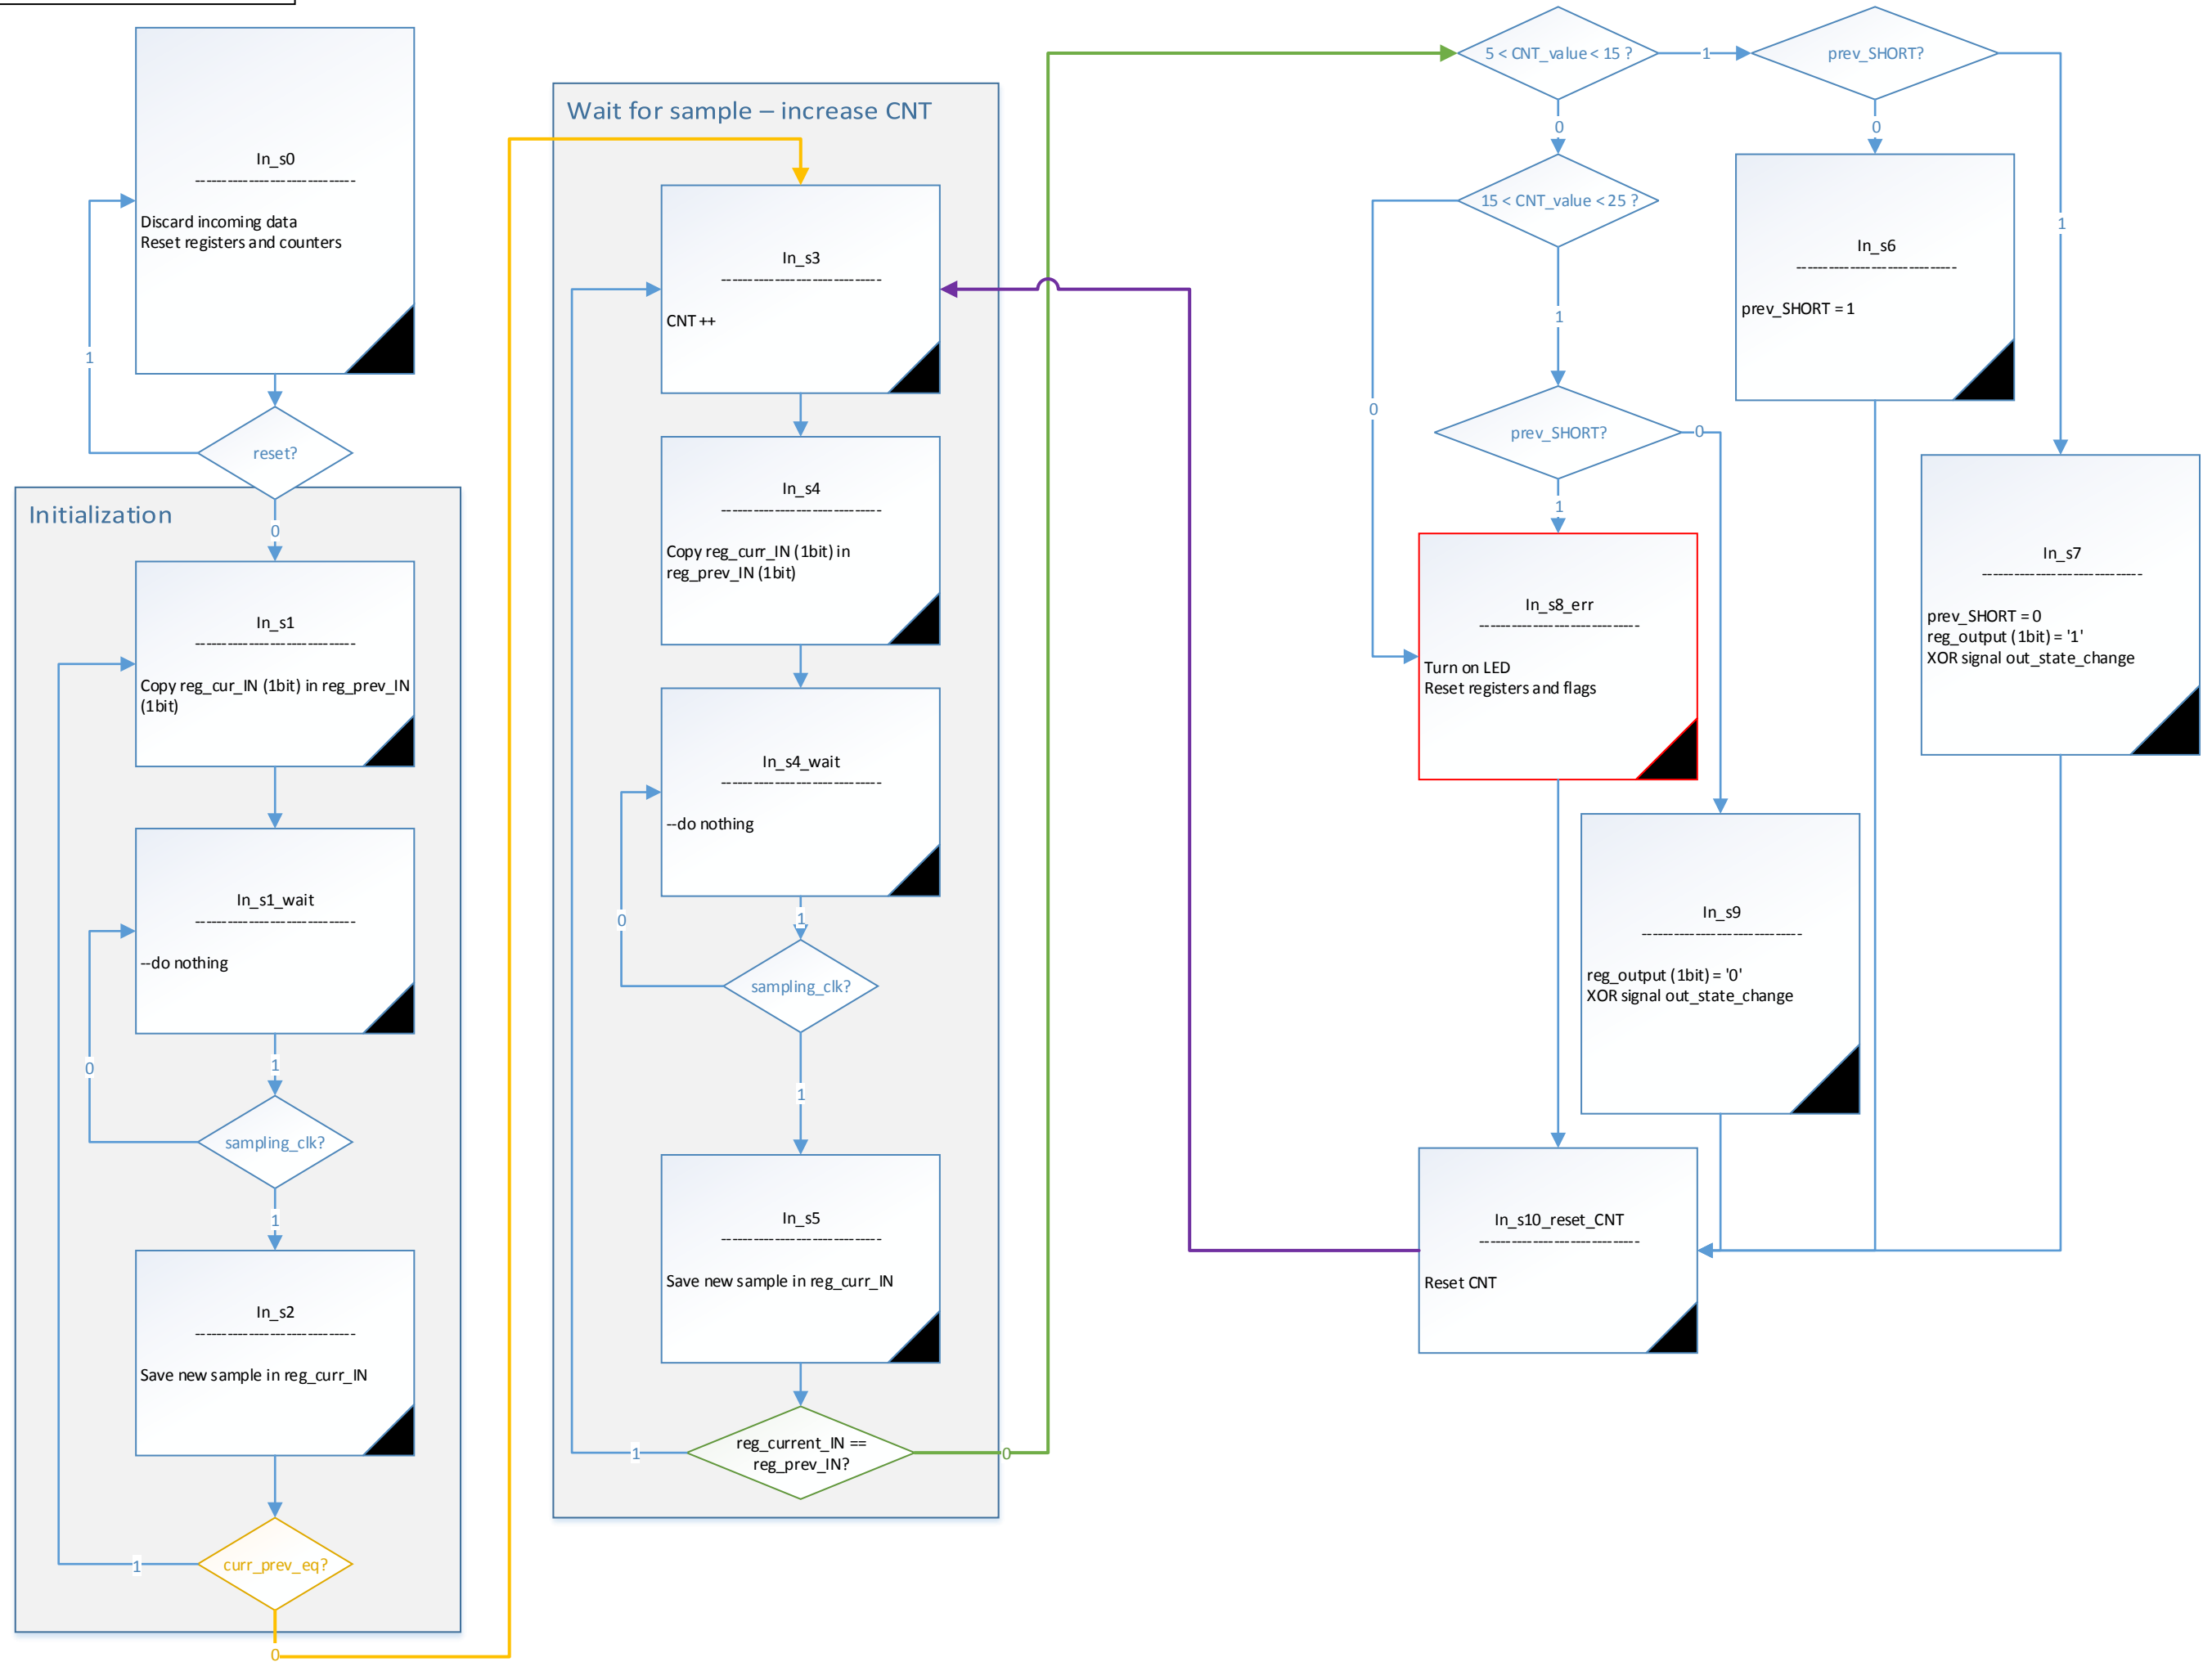 In_s0
------------------------------
Discard incoming data
Reset registers and counters
1
reset?
Initialization
0
In_s1
------------------------------
Copy reg_cur_IN (1bit) in reg_prev_IN
(1bit)
In_s1_wait
------------------------------
--do nothing
0
1
sampling_clk?
1
In_s2
------------------------------
Save new sample in reg_curr_IN
curr_prev_eq?
1
0
Wait for sample – increase CNT
In_s3
------------------------------
CNT ++
In_s4
------------------------------
Copy reg_curr_IN (1bit) in
reg_prev_IN (1bit)
In_s4_wait
------------------------------
--do nothing
0
1
sampling_clk?
1
In_s5
------------------------------
Save new sample in reg_curr_IN
reg_current_IN ==
reg_prev_IN?
1
0
5 < CNT_value < 15 ?
1
prev_SHORT?
0
0
15 < CNT_value < 25 ?
1
In_s6
------------------------------
prev_SHORT = 1
1
0
prev_SHORT?
0
1
In_s7
------------------------------
prev_SHORT = 0
reg_output (1bit) = '1'
XOR signal out_state_change
In_s8_err
------------------------------
Turn on LED
Reset registers and flags
In_s9
------------------------------
reg_output (1bit) = '0'
XOR signal out_state_change
In_s10_reset_CNT
------------------------------
Reset CNT